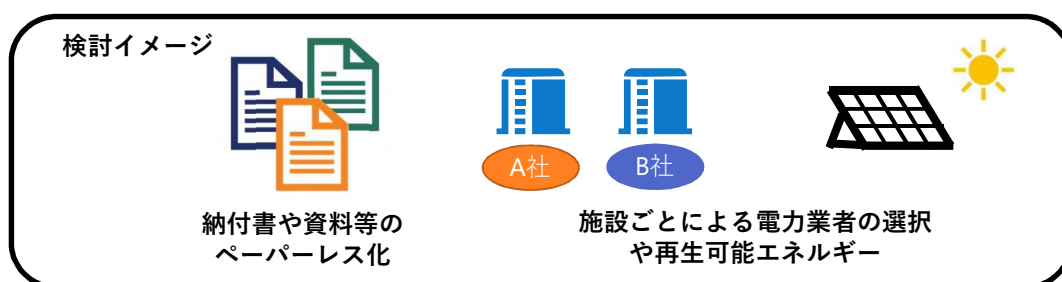 検討イメージ
A社
B社
納付書や資料等の
ペーパーレス化
施設ごとによる電力業者の選択
や再生可能エネルギー